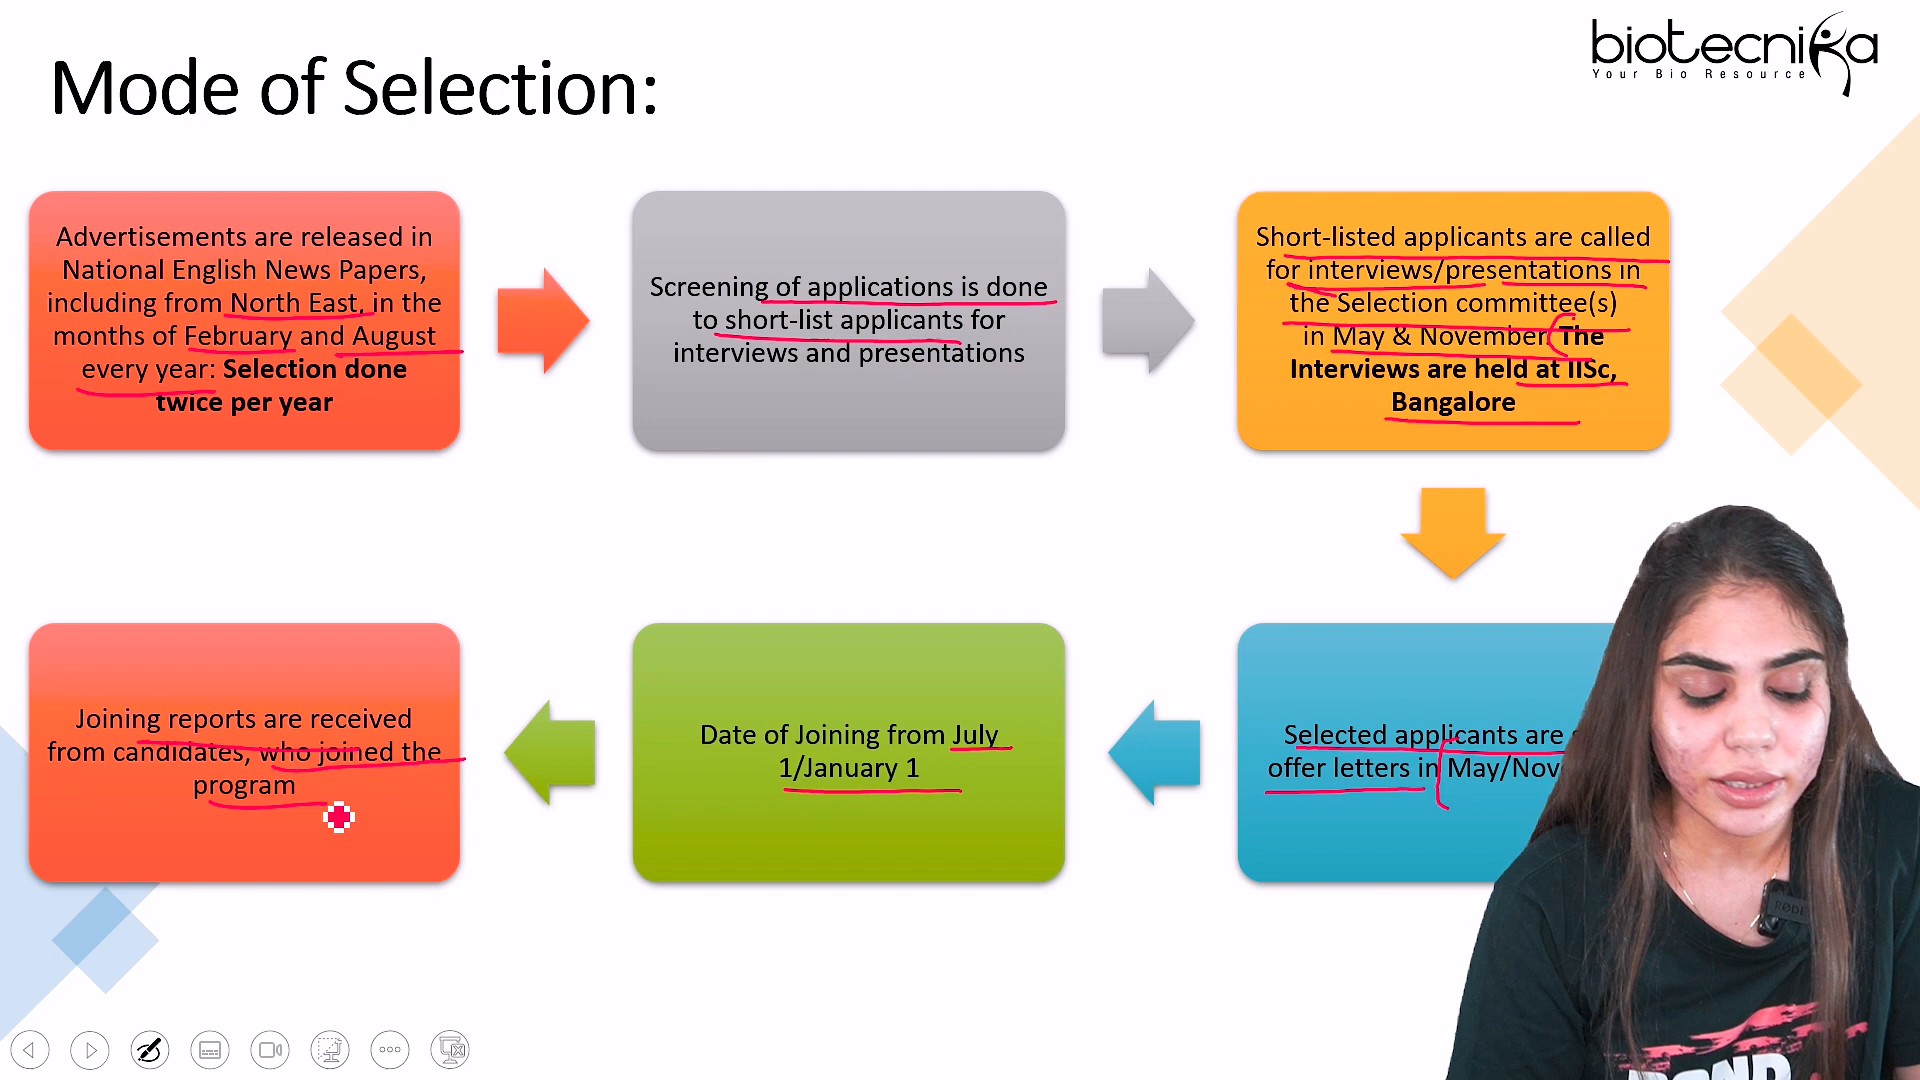 biotecnika
Your Bio Resource
Mode of Selection:
Advertisements are released in
National English News Papers,
including from North East, in the
months of February and August
every year: Selection done
twice per year
Screening of applications is done
to short-list applicants for
interviews and presentations
Short-listed applicants are called
for interviews/presentations in
the Selection committee(s)
in May & November. The
Interviews are held at IISc,
Bangalore
Selected applicants are
offer letters in May/Nov
Date of Joining from July
1/January 1
Joining reports are received
from candidates, who joined the
program
RØDE